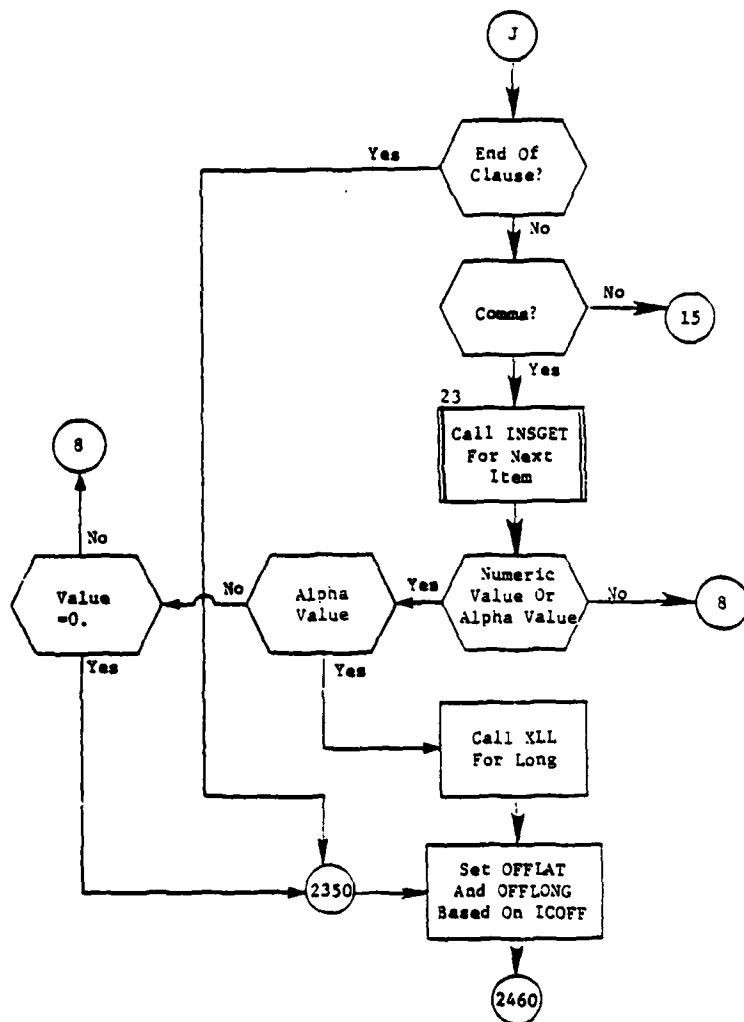 J
End Of
Clause?
Yes
No
Comma?
No
15
Yes
23
Call INSGET
For Next
Item
8
No
Value
=0.
No
Alpha
Value
Yes
Numeric
Value Or
Alpha Value
No
8
Yes
Yes
Call XLL
For Long
2350
Set OFFLAT
And OFFLONG
Based On ICOFF
2460